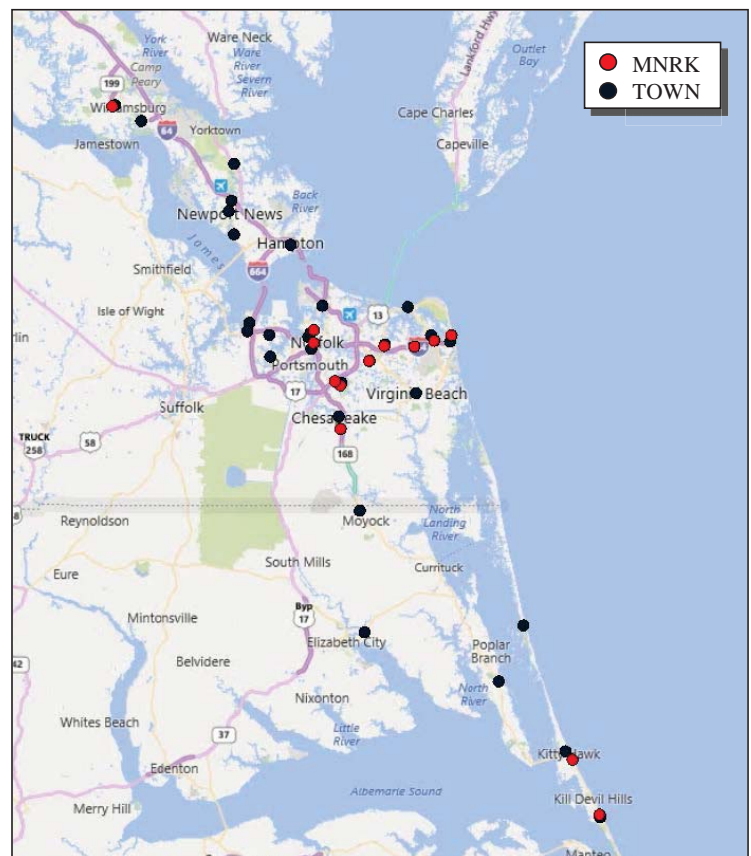 MNRK
TOWN
York
River
Ware Neck
Ware
River
Severn
River
Camp
Peary
199
Williamsburg
64
Yorktown
Jamestown
Lankford Hwy
Outlet
Bay
Cape Charles
Capeville
Back
River
Newport News
James
Hampton
664
Smithfield
Isle of Wight
13
Norfolk
Portsmouth
17
Virginia Beach
Suffolk
Chesapeake
TRUCK
258
58
168
Reynoldson
Moyock
North
Landing
River
South Mills
Currituck
Eure
Byp
17
Mintonsville
Elizabeth City
Poplar
Branch
42
Belvidere
North
River
Nixonton
Whites Beach
Little
River
37
Kitty Hawk
Edenton
Albemarle Sound
Kill Devil Hills
Merry Hill
Manteo